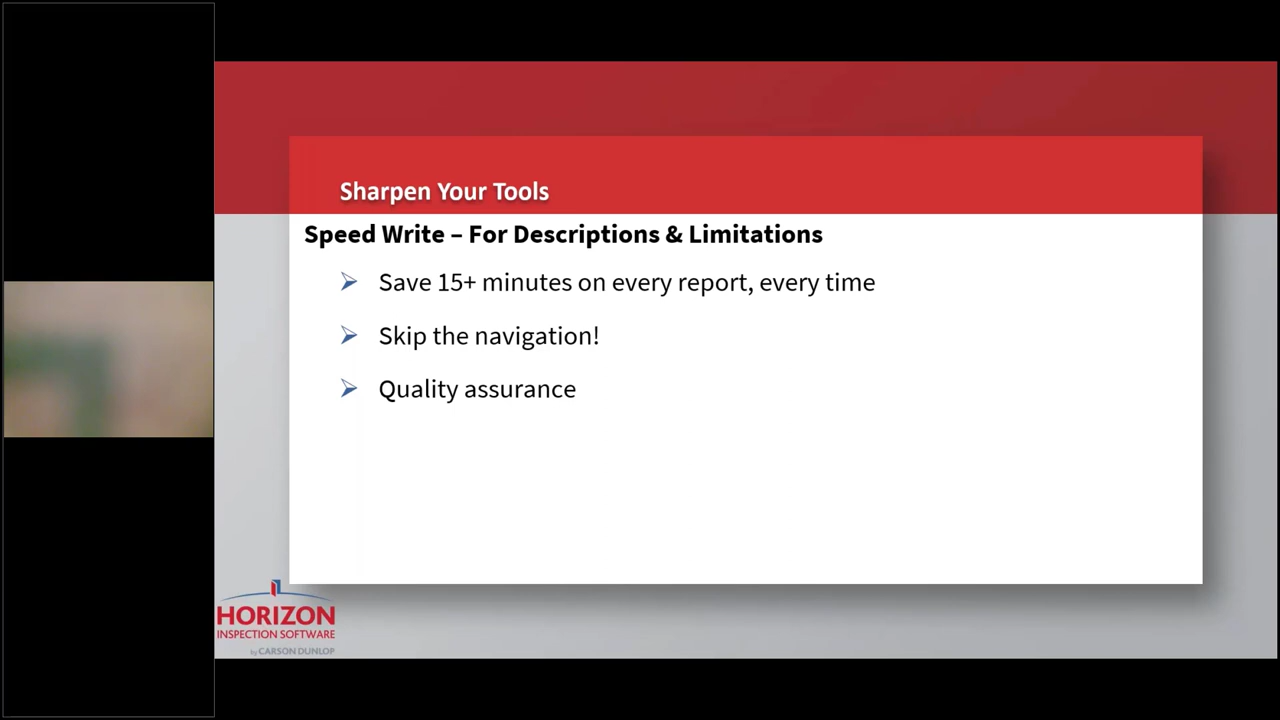 Sharpen Your Tools
Speed Write – For Descriptions & Limitations
Save 15+ minutes on every report, every time
Skip the navigation!
Quality assurance
HORIZON
INSPECTION SOFTWARE
by CARSON DUNLOP